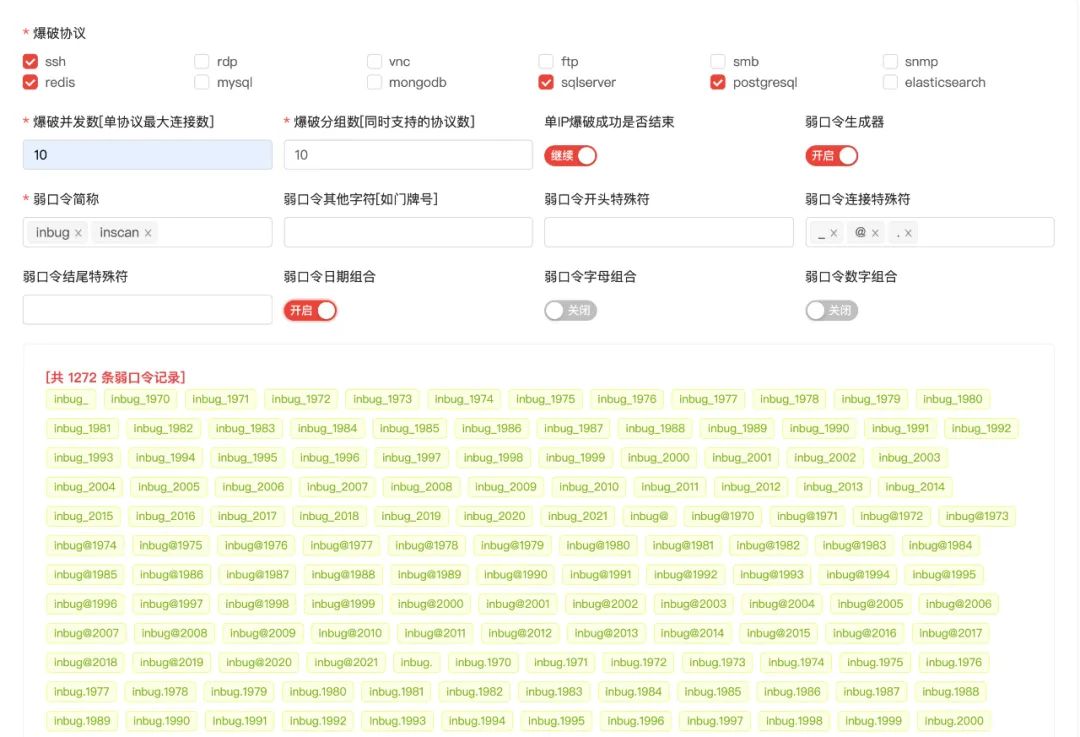 * 爆破协议
ssh rdp vnc ftp smb snmp
redis mysql mongodb sqlserver postgresql elasticsearch
* 爆破并发数[单协议最大连接数] * 爆破分组数[同时支持的协议数] 单IP爆破成功是否结束 弱口令生成器
10 10 继续 开启
* 弱口令简称 弱口令其他字符[如门牌号] 弱口令开头特殊符 弱口令连接特殊符
inbug x inscan x _ x @ x . x
弱口令结尾特殊符 弱口令日期组合 弱口令字母组合 弱口令数字组合
开启 关闭 关闭
[共 1272 条弱口令记录]
inbug_ inbug_1970 inbug_1971 inbug_1972 inbug_1973 inbug_1974 inbug_1975 inbug_1976 inbug_1977 inbug_1978 inbug_1979 inbug_1980
inbug_1981 inbug_1982 inbug_1983 inbug_1984 inbug_1985 inbug_1986 inbug_1987 inbug_1988 inbug_1989 inbug_1990 inbug_1991 inbug_1992
inbug_1993 inbug_1994 inbug_1995 inbug_1996 inbug_1997 inbug_1998 inbug_1999 inbug_2000 inbug_2001 inbug_2002 inbug_2003
inbug_2004 inbug_2005 inbug_2006 inbug_2007 inbug_2008 inbug_2009 inbug_2010 inbug_2011 inbug_2012 inbug_2013 inbug_2014
inbug_2015 inbug_2016 inbug_2017 inbug_2018 inbug_2019 inbug_2020 inbug_2021 inbug@ inbug@1970 inbug@1971 inbug@1972 inbug@1973
inbug@1974 inbug@1975 inbug@1976 inbug@1977 inbug@1978 inbug@1979 inbug@1980 inbug@1981 inbug@1982 inbug@1983 inbug@1984
inbug@1985 inbug@1986 inbug@1987 inbug@1988 inbug@1989 inbug@1990 inbug@1991 inbug@1992 inbug@1993 inbug@1994 inbug@1995
inbug@1996 inbug@1997 inbug@1998 inbug@1999 inbug@2000 inbug@2001 inbug@2002 inbug@2003 inbug@2004 inbug@2005 inbug@2006
inbug@2007 inbug@2008 inbug@2009 inbug@2010 inbug@2011 inbug@2012 inbug@2013 inbug@2014 inbug@2015 inbug@2016 inbug@2017
inbug@2018 inbug@2019 inbug@2020 inbug@2021 inbug. inbug.1970 inbug.1971 inbug.1972 inbug.1973 inbug.1974 inbug.1975 inbug.1976
inbug.1977 inbug.1978 inbug.1979 inbug.1980 inbug.1981 inbug.1982 inbug.1983 inbug.1984 inbug.1985 inbug.1986 inbug.1987 inbug.1988
inbug.1989 inbug.1990 inbug.1991 inbug.1992 inbug.1993 inbug.1994 inbug.1995 inbug.1996 inbug.1997 inbug.1998 inbug.1999 inbug.2000